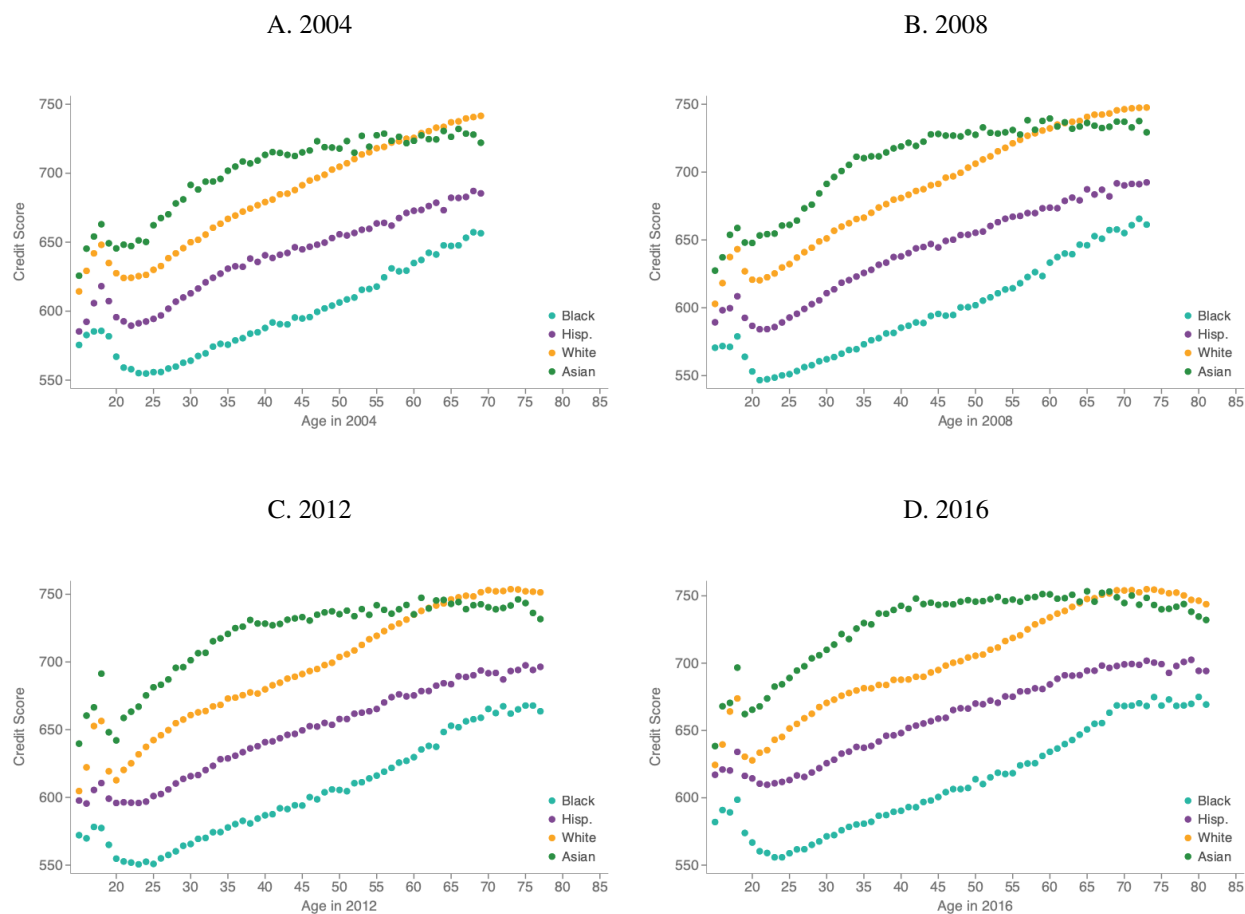 A. 2004
750
700
650
600
550
Credit Score
20 25 30 35 40 45 50 55 60 65 70 75 80 85
Age in 2004
Black
Hisp.
White
Asian
B. 2008
750
700
650
600
550
Credit Score
20 25 30 35 40 45 50 55 60 65 70 75 80 85
Age in 2008
Black
Hisp.
White
Asian
C. 2012
750
700
650
600
550
Credit Score
20 25 30 35 40 45 50 55 60 65 70 75 80 85
Age in 2012
Black
Hisp.
White
Asian
D. 2016
750
700
650
600
550
Credit Score
20 25 30 35 40 45 50 55 60 65 70 75 80 85
Age in 2016
Black
Hisp.
White
Asian